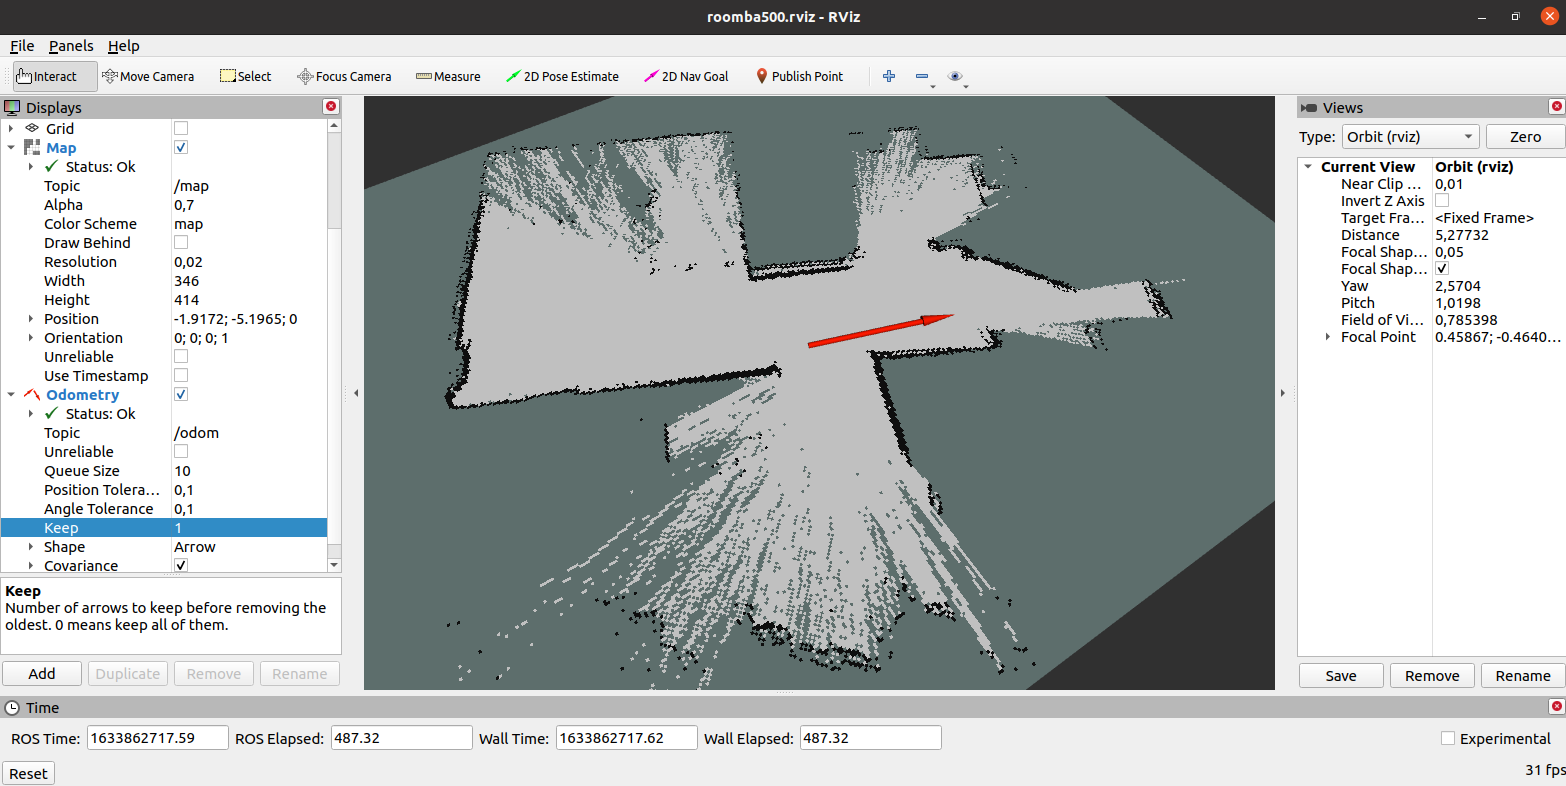 roomba500.rviz - RViz
File Panels Help
Interact Move Camera Select Focus Camera Measure 2D Pose Estimate 2D Nav Goal Publish Point
Displays
Grid
Map
Status: Ok
Topic /map
Alpha 0,7
Color Scheme map
Draw Behind
Resolution 0,02
Width 346
Height 414
Position -1.9172; -5.1965; 0
Orientation 0; 0; 0; 1
Unreliable
Use Timestamp
Odometry
Status: Ok
Topic /odom
Unreliable
Queue Size 10
Position Tolera...
0,1
Angle Tolerance 0,1
Keep 1
Shape Arrow
Covariance
Keep
Number of arrows to keep before removing the
oldest. 0 means keep all of them.
Add Duplicate Remove Rename
Views
Type: Orbit (rviz) Zero
Current View Orbit (rviz)
Near Clip ... 0,01
Invert Z Axis
Target Fra... <Fixed Frame>
Distance 5,27732
Focal Shap... 0,05
Focal Shap...
Yaw 2,5704
Pitch 1,0198
Field of Vi... 0,785398
Focal Point 0.45867; -0.4640...
Save Remove Rename
Time
ROS Time: 1633862717.59 ROS Elapsed: 487.32 Wall Time: 1633862717.62 Wall Elapsed: 487.32 Experimental
Reset 31 fps